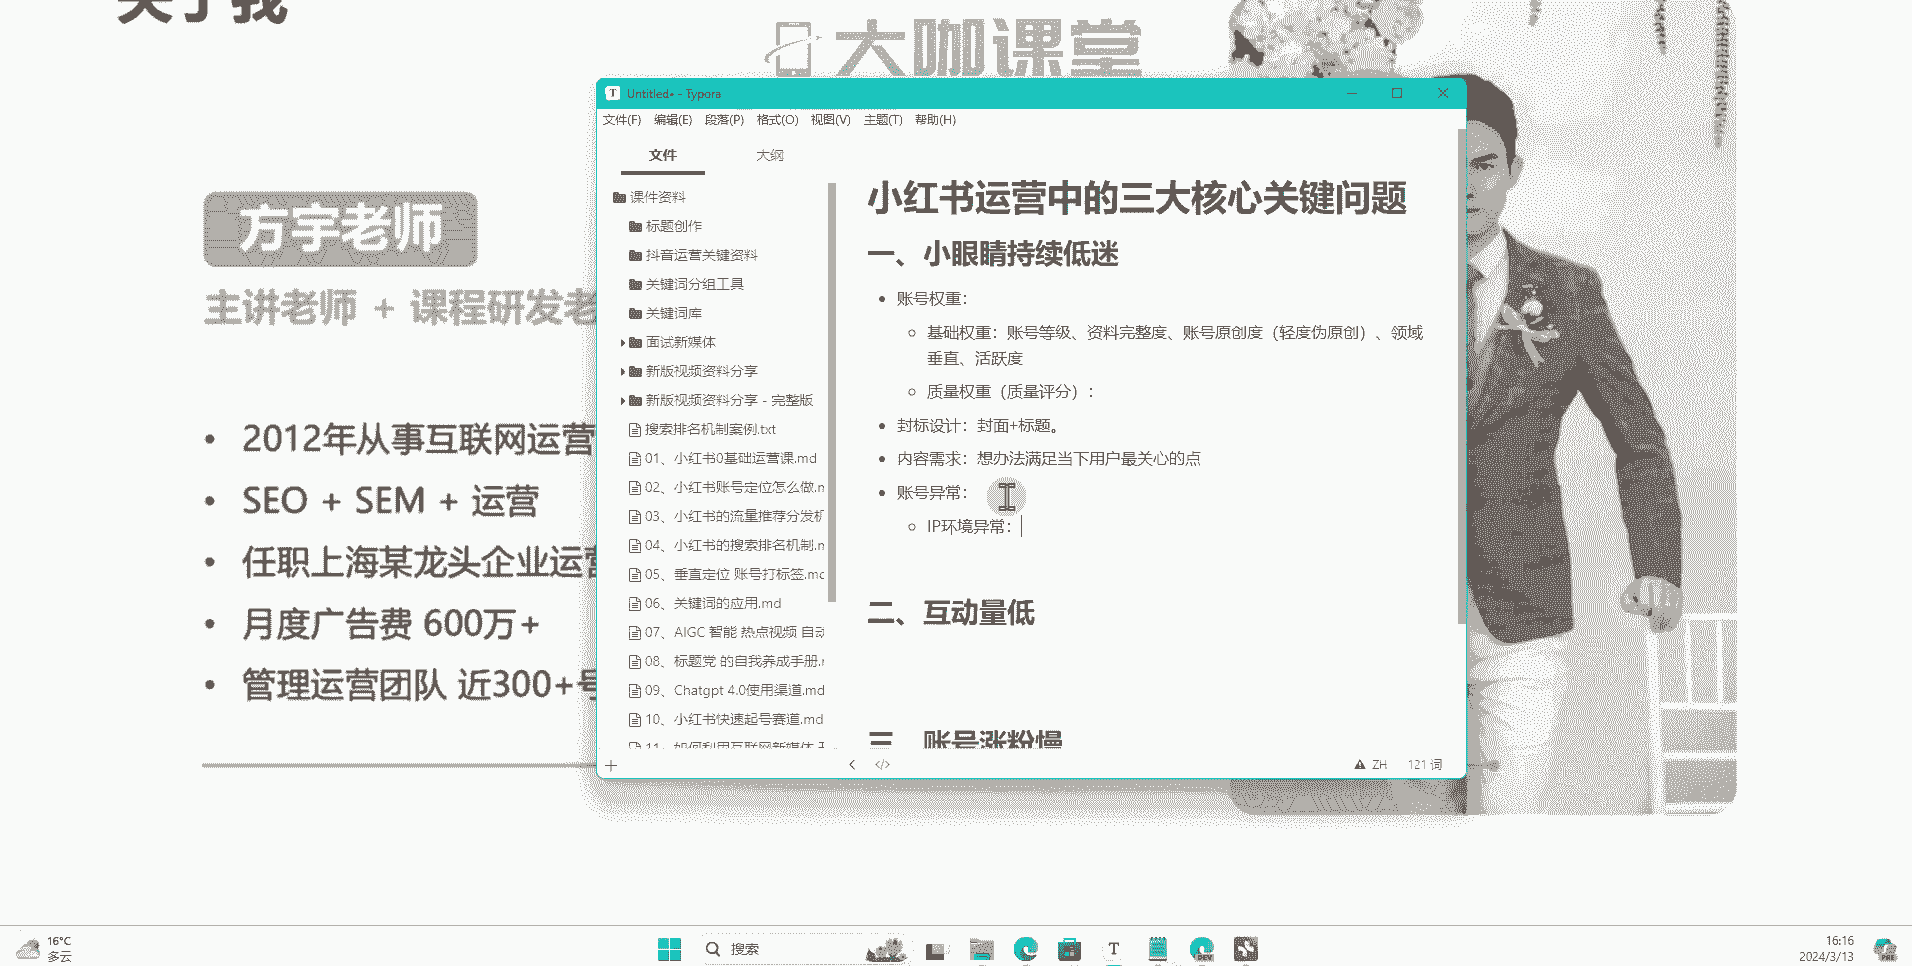 关于我
大咖课堂
方宇老师
主讲老师 + 课程研发老
2012年从事互联网运营
SEO + SEM + 运营
任职上海某龙头企业运营
月度广告费 600万+
管理运营团队 近300+号
Untitled• - Typora
文件(F) 编辑(E) 段落(P) 格式(O) 视图(V) 主题(T) 帮助(H)
文件 大纲
课件资料
标题创作
抖音运营关键资料
关键词分组工具
关键词库
面试新媒体
新版视频资料分享
新版视频资料分享 - 完整版
搜索排名机制案例.txt
01、小红书0基础运营课.md
02、小红书账号定位怎么做.m
03、小红书的流量推荐分发机
04、小红书的搜索排名机制.m
05、垂直定位 账号打标签.md
06、关键词的应用.md
07、AIGC 智能 热点视频 自动
08、标题党 的自我养成手册.m
09、Chatgpt 4.0使用渠道.md
10、小红书快速起号赛道.md
11、如何利用互联网新媒体
小红书运营中的三大核心关键问题
一、小眼睛持续低迷
账号权重：
基础权重：账号等级、资料完整度、账号原创度（轻度伪原创）、领域
垂直、活跃度
质量权重（质量评分）：
封标设计：封面+标题。
内容需求：想办法满足当下用户最关心的点
账号异常：
IP环境异常：
二、互动量低
三、账号涨粉慢
ZH 121 词
16°C
多云
搜索
16:16
2024/3/13